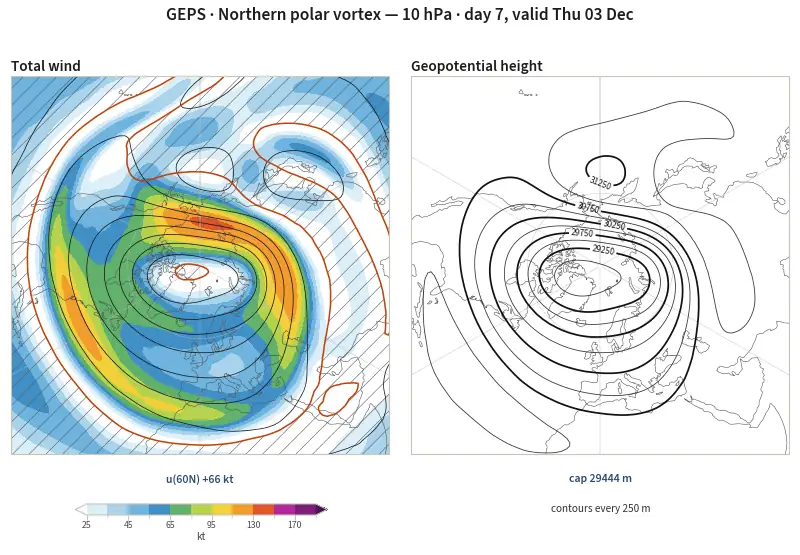 GEPS · Northern polar vortex — 10 hPa · day 7, valid Thu 03 Dec
Total wind
Geopotential height
31250
30750
30250
29750
29250
u(60N) +66 kt
cap 29444 m
contours every 250 m
25 45 65 95 130 170
kt